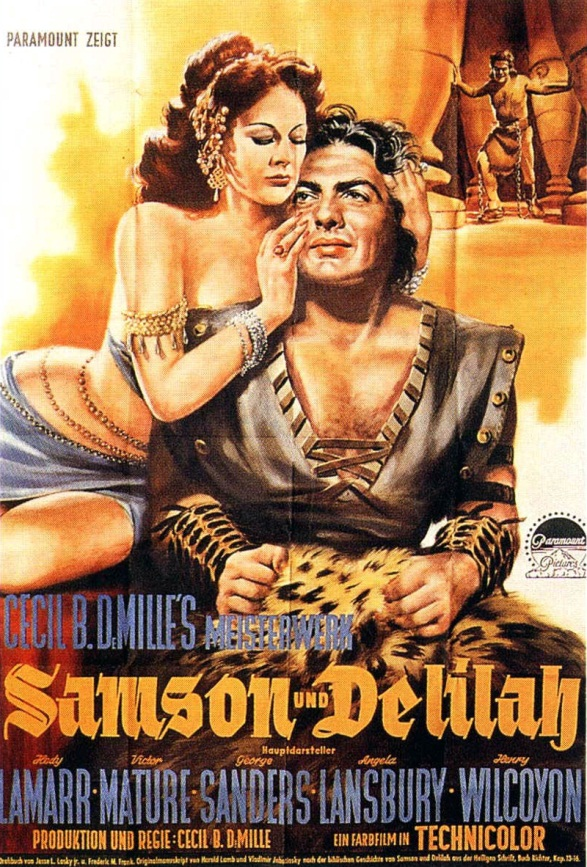 PARAMOUNT ZEIGT
Paramount
Pictures
CECIL B. DEMILLE'S MEISTERWERK
Samson UND Delilah
Hauptdarsteller
Hedy Victor George Angela Henry
LAMARR · MATURE · SANDERS · LANSBURY · WILCOXON
PRODUKTION UND REGIE: CECIL B. DEMILLE EIN FARBFILM IN TECHNICOLOR
Drehbuch von Jesse L. Lasky jr. u. Frederic M. Frank. Originalmanuskript von Harold Lamb und Vladimir Jabotinsky nach der biblischen Geschichte von Samson und Delilah aus der Heiligen Schrift, Buch Richter, Kap. 13-16